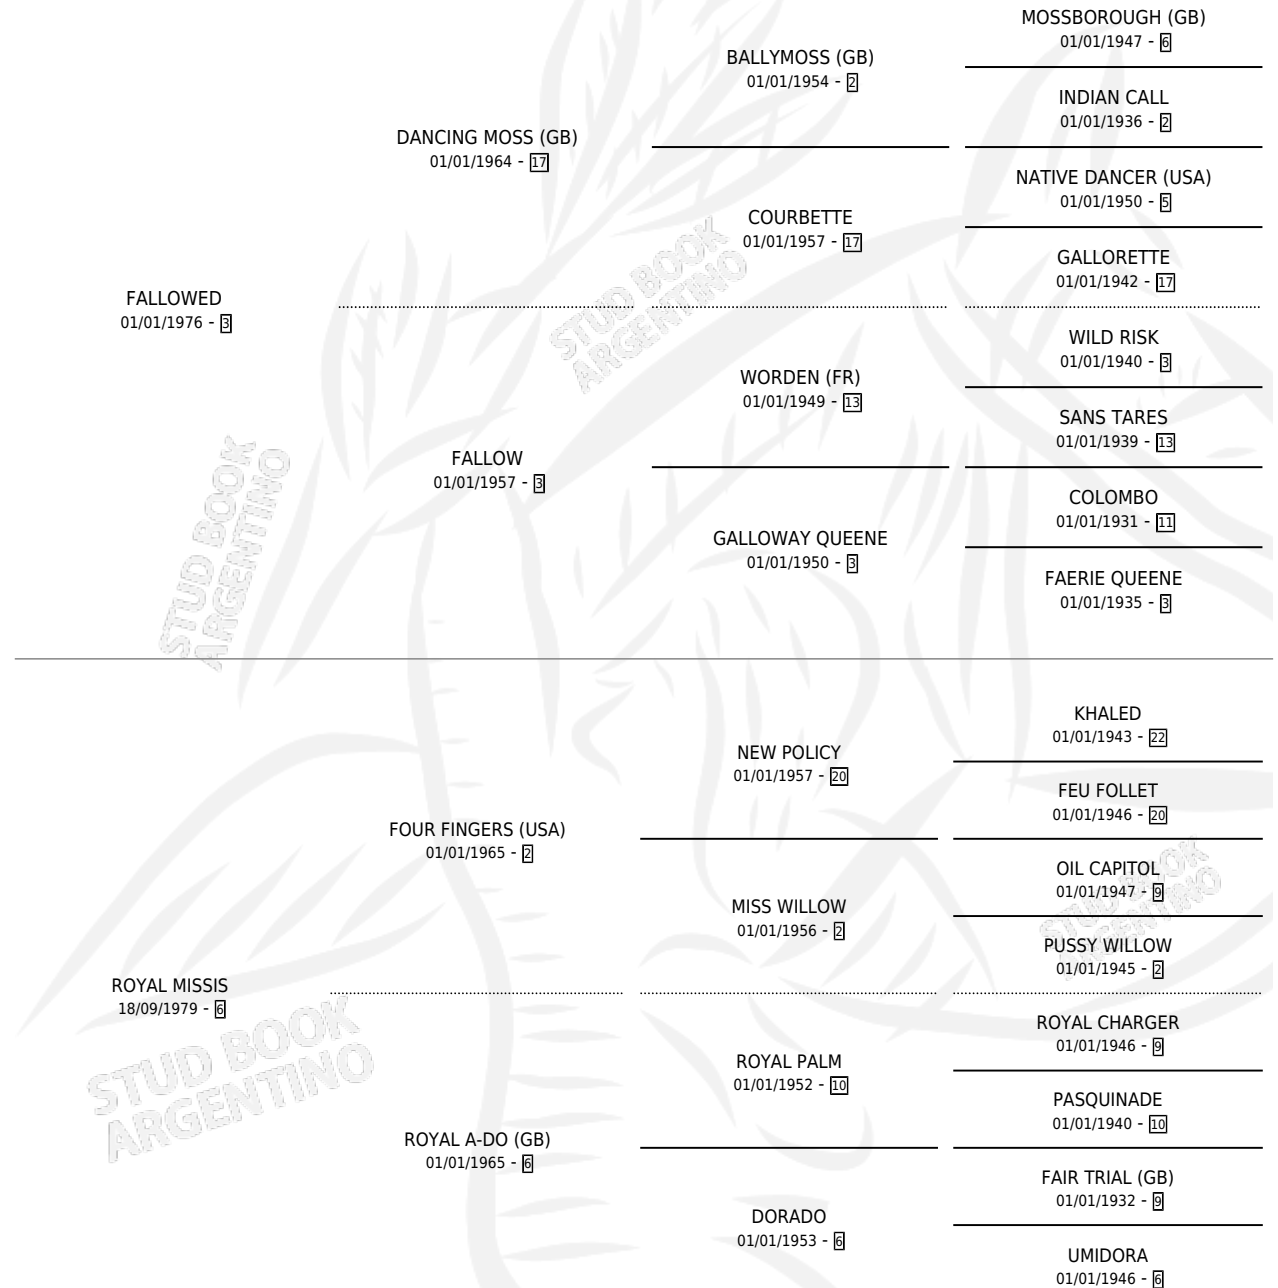 MOSSBOROUGH (GB)
01/01/1947 - 6
BALLYMOSS (GB)
01/01/1954 - 2
INDIAN CALL
01/01/1936 - 2
DANCING MOSS (GB)
01/01/1964 - 17
NATIVE DANCER (USA)
01/01/1950 - 5
COURBETTE
01/01/1957 - 17
GALLORETTE
01/01/1942 - 17
FALLOWED
01/01/1976 - 3
STUD BOOK
ARGENTINO
WILD RISK
01/01/1940 - 3
WORDEN (FR)
01/01/1949 - 13
SANS TARES
01/01/1939 - 13
FALLOW
01/01/1957 - 3
COLOMBO
01/01/1931 - 11
GALLOWAY QUEENE
01/01/1950 - 3
FAERIE QUEENE
01/01/1935 - 3
STUD BOOK
ARGENTINO
KHALED
01/01/1943 - 22
NEW POLICY
01/01/1957 - 20
FEU FOLLET
01/01/1946 - 20
FOUR FINGERS (USA)
01/01/1965 - 2
OIL CAPITOL
01/01/1947 - 9
MISS WILLOW
01/01/1956 - 2
STUD BOOK
ARGENTINO
PUSSY WILLOW
01/01/1945 - 2
ROYAL MISSIS
18/09/1979 - 6
ROYAL CHARGER
01/01/1946 - 9
STUD BOOK
ARGENTINO
ROYAL PALM
01/01/1952 - 10
PASQUINADE
01/01/1940 - 10
ROYAL A-DO (GB)
01/01/1965 - 6
FAIR TRIAL (GB)
01/01/1932 - 9
DORADO
01/01/1953 - 6
UMIDORA
01/01/1946 - 6